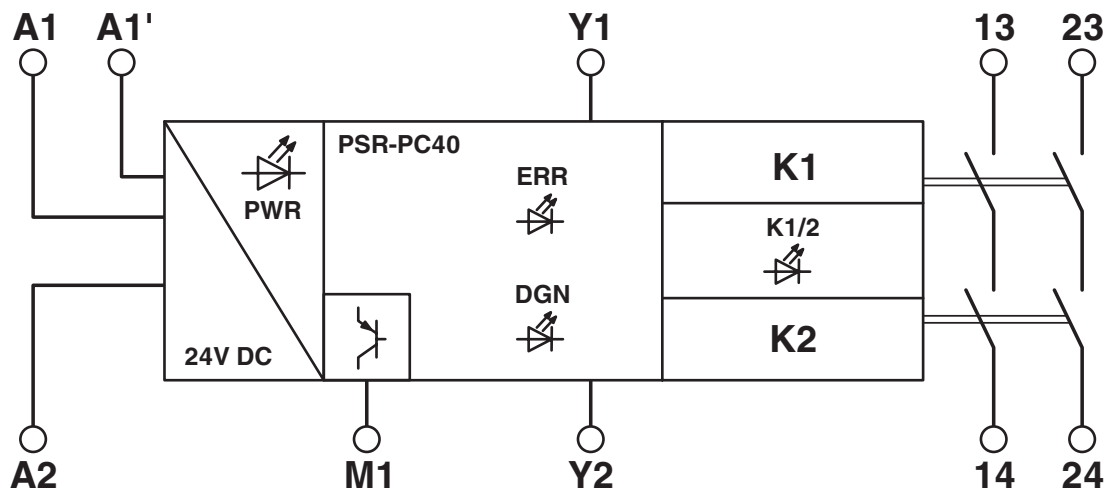 A1 A1' Y1 13 23
PSR-PC40
K1
ERR
PWR
K1/2
DGN
K2
24V DC
A2 M1 Y2 14 24